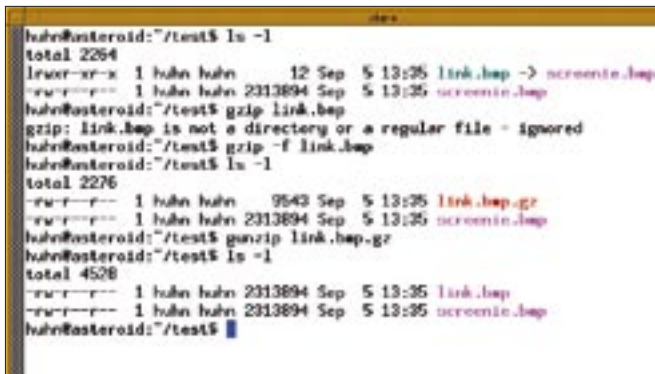 huhn@asteroid:~/test$ ls -l
total 2264
lrwxr-xr-x 1 huhn huhn 12 Sep 5 13:35 link.bmp -> screenie.bmp
-rw-r--r-- 1 huhn huhn 2313894 Sep 5 13:35 screenie.bmp
huhn@asteroid:~/test$ gzip link.bmp
gzip: link.bmp is not a directory or a regular file - ignored
huhn@asteroid:~/test$ gzip -f link.bmp
huhn@asteroid:~/test$ ls -l
total 2276
-rw-r--r-- 1 huhn huhn 9543 Sep 5 13:35 link.bmp.gz
-rw-r--r-- 1 huhn huhn 2313894 Sep 5 13:35 screenie.bmp
huhn@asteroid:~/test$ gunzip link.bmp.gz
huhn@asteroid:~/test$ ls -l
total 4528
-rw-r--r-- 1 huhn huhn 2313894 Sep 5 13:35 link.bmp
-rw-r--r-- 1 huhn huhn 2313894 Sep 5 13:35 screenie.bmp
huhn@asteroid:~/test$